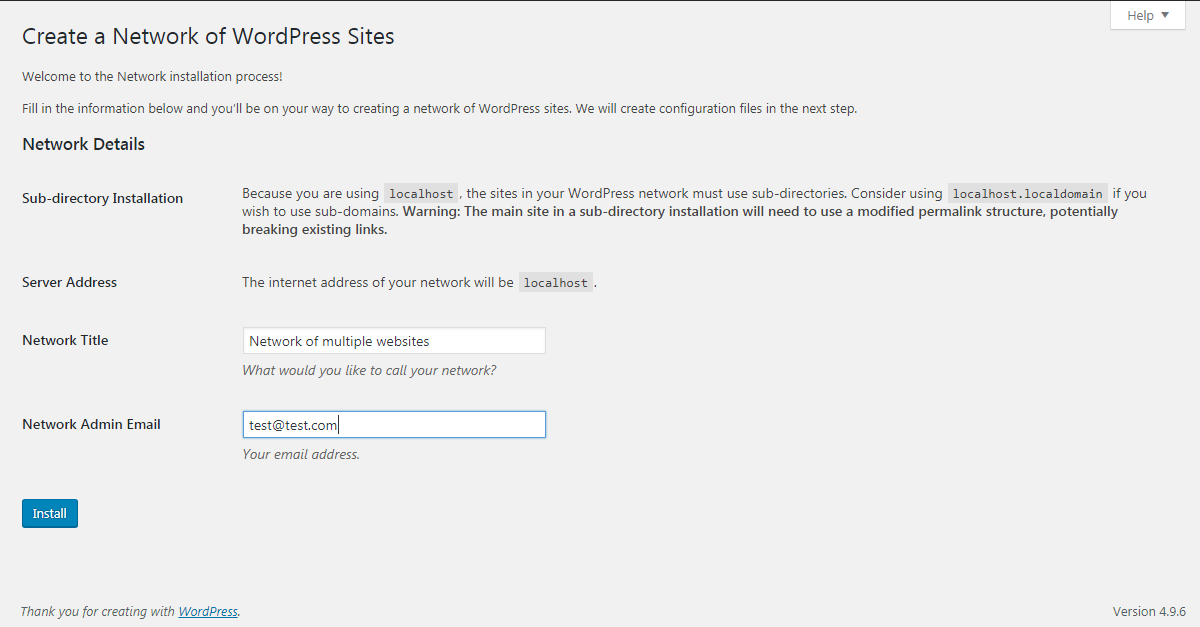 Help ▼
Create a Network of WordPress Sites
Welcome to the Network installation process!
Fill in the information below and you'll be on your way to creating a network of WordPress sites. We will create configuration files in the next step.
Network Details
Sub-directory Installation
Because you are using localhost, the sites in your WordPress network must use sub-directories. Consider using localhost.localdomain if you
wish to use sub-domains. Warning: The main site in a sub-directory installation will need to use a modified permalink structure, potentially
breaking existing links.
Server Address
The internet address of your network will be localhost.
Network Title
Network of multiple websites
What would you like to call your network?
Network Admin Email
test@test.com
Your email address.
Install
Thank you for creating with WordPress.
Version 4.9.6